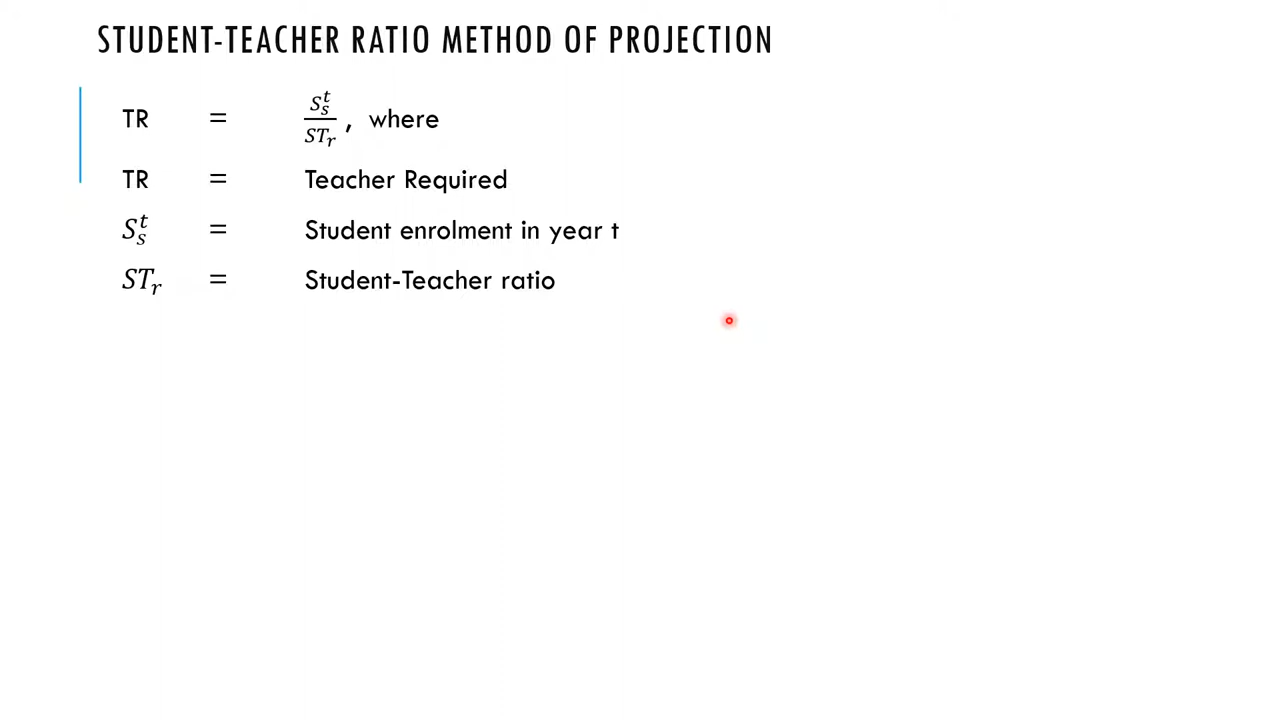 STUDENT-TEACHER RATIO METHOD OF PROJECTION
TR = $\frac{S_s^t}{ST_r}$ , where
TR = Teacher Required
$S_s^t$ = Student enrolment in year t
$ST_r$ = Student-Teacher ratio